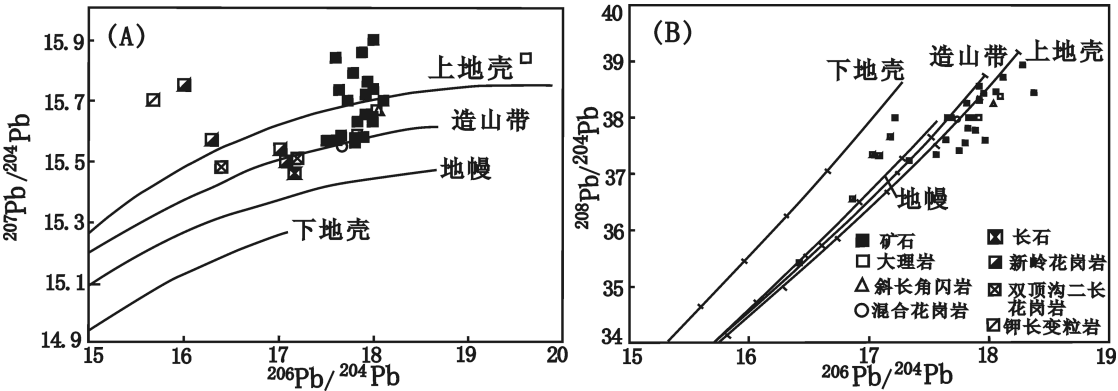 (A)
15.9
15.7
15.5
15.3
15.1
14.9
207Pb/204Pb
上地壳
造山带
地幔
下地壳
15
16
17
18
19
20
206Pb/204Pb
(B)
40
39
38
37
36
35
34
208Pb/204Pb
下地壳
造山带
上地壳
地幔
矿石
大理岩
斜长角闪岩
混合花岗岩
长石
新岭花岗岩
双顶沟二长
花岗岩
钾长变粒岩
15
16
17
18
19
206Pb/204Pb